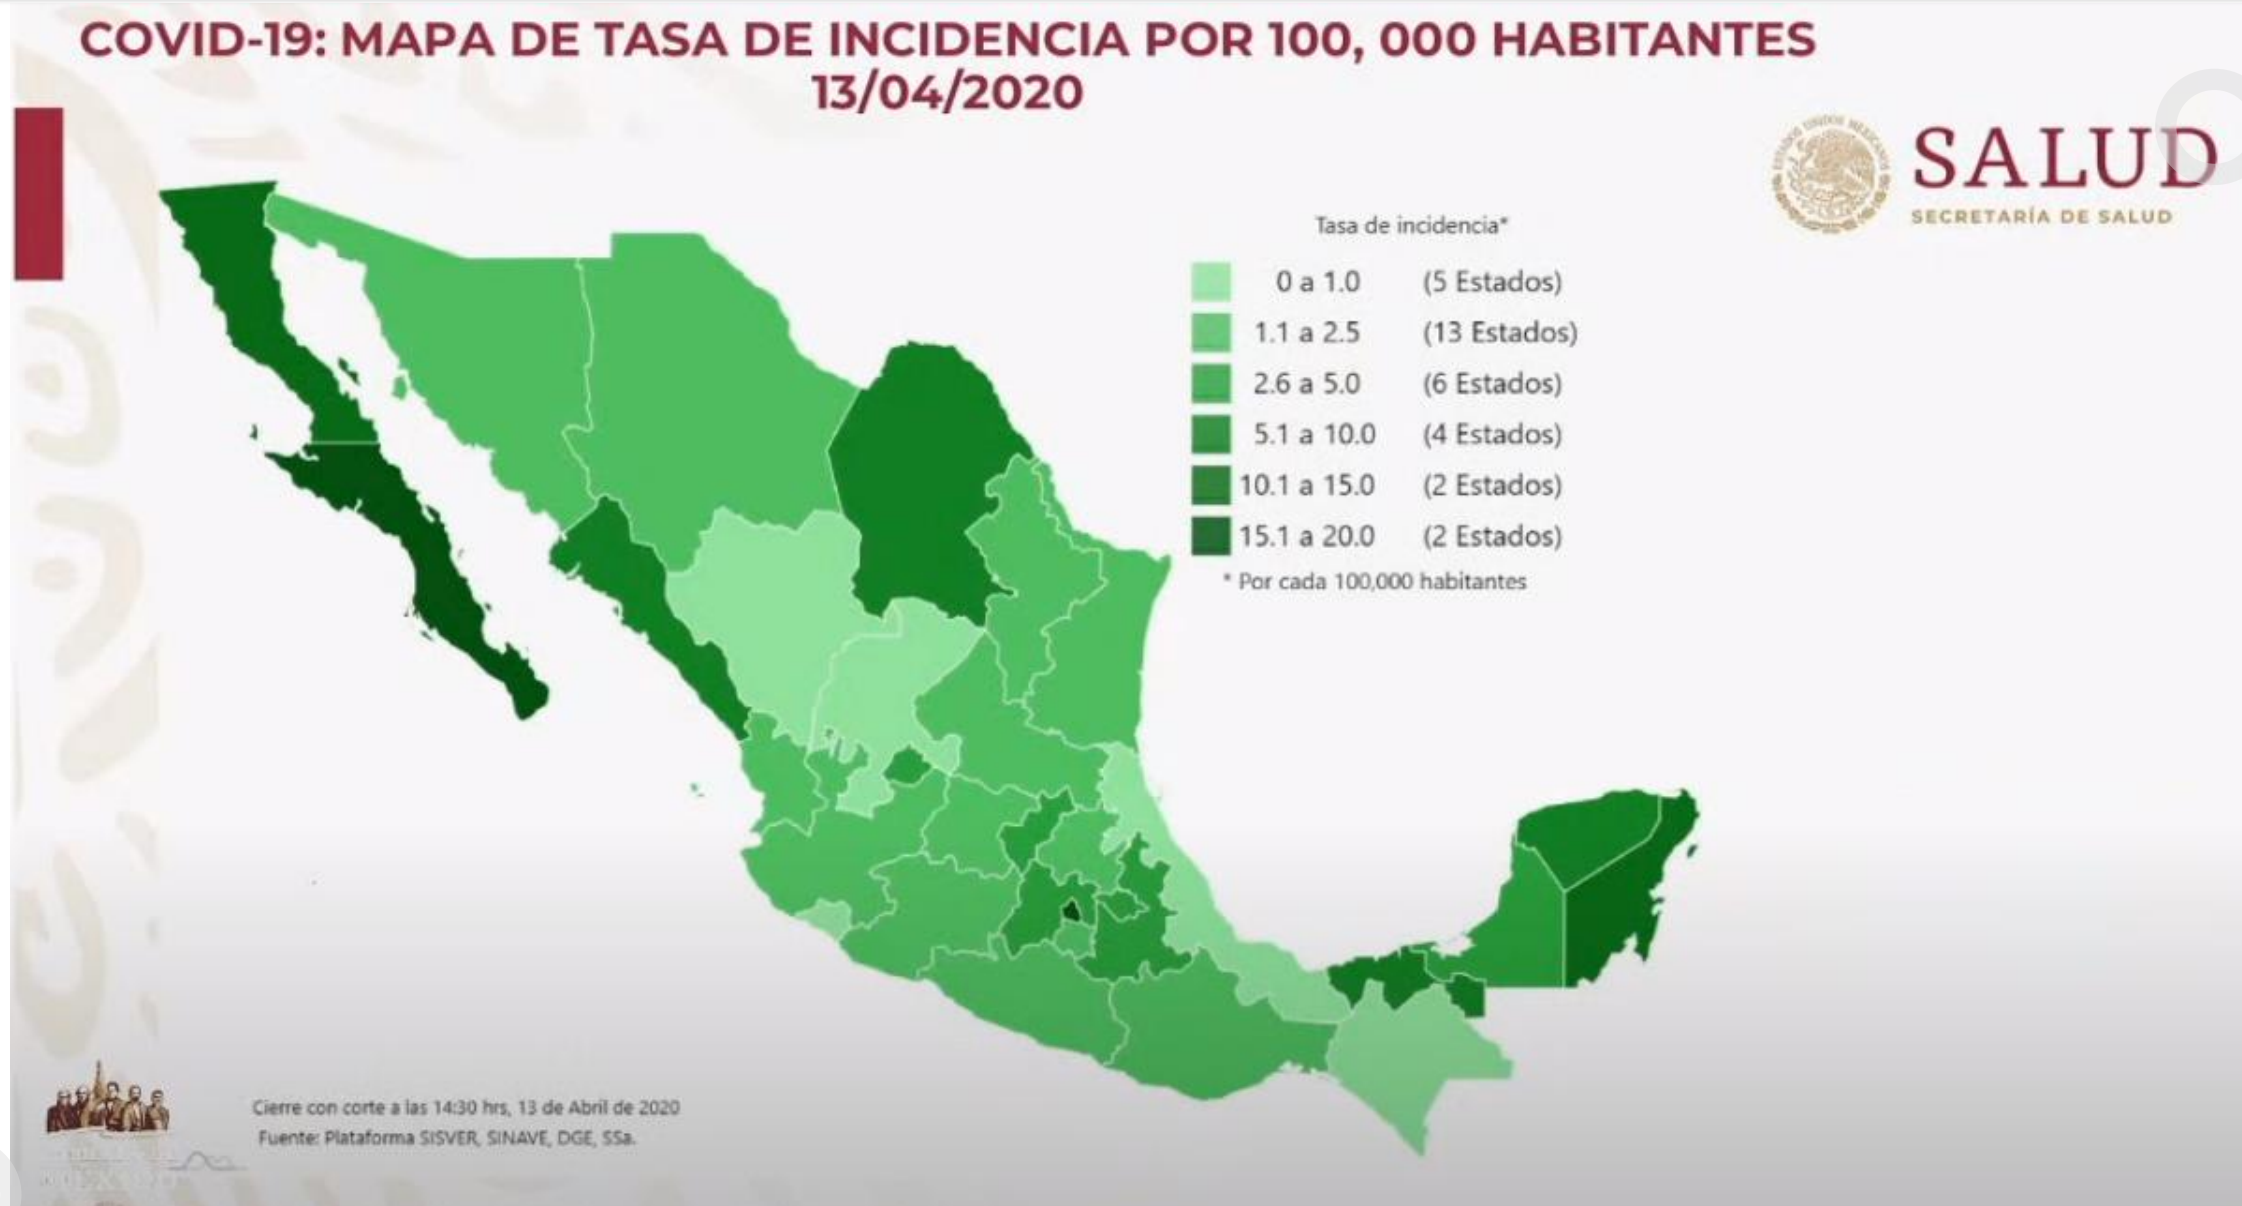 COVID-19: MAPA DE TASA DE INCIDENCIA POR 100, 000 HABITANTES
13/04/2020
SALUD
SECRETARÍA DE SALUD
ESTADOS UNIDOS MEXICANOS
Tasa de incidencia*
0 a 1.0 (5 Estados)
1.1 a 2.5 (13 Estados)
2.6 a 5.0 (6 Estados)
5.1 a 10.0 (4 Estados)
10.1 a 15.0 (2 Estados)
15.1 a 20.0 (2 Estados)
* Por cada 100,000 habitantes
Cierre con corte a las 14:30 hrs, 13 de Abril de 2020
Fuente: Plataforma SISVER, SINAVE, DGE, SSa.